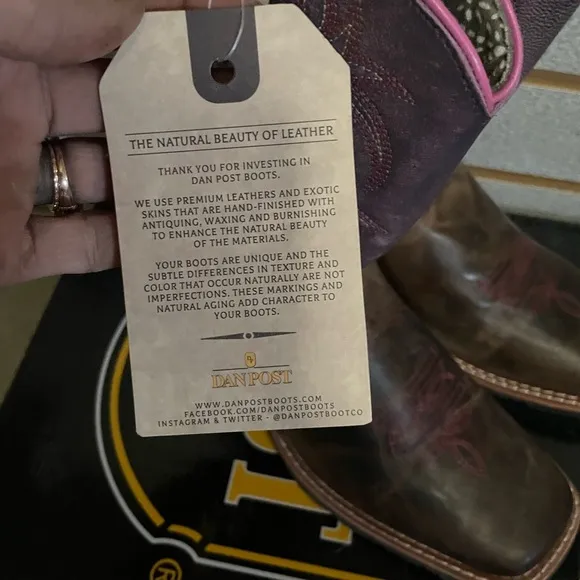 THE NATURAL BEAUTY OF LEATHER
THANK YOU FOR INVESTING IN
DAN POST BOOTS.
WE USE PREMIUM LEATHERS AND EXOTIC
SKINS THAT ARE HAND-FINISHED WITH
ANTIQUING, WAXING AND BURNISHING
TO ENHANCE THE NATURAL BEAUTY
OF THE MATERIALS.
YOUR BOOTS ARE UNIQUE AND THE
SUBTLE DIFFERENCES IN TEXTURE AND
COLOR THAT OCCUR NATURALLY ARE NOT
IMPERFECTIONS. THESE MARKINGS AND
NATURAL AGING ADD CHARACTER TO
YOUR BOOTS.
DAN POST
WWW.DANPOSTBOOTS.COM
FACEBOOK.COM/DANPOSTBOOTS
INSTAGRAM & TWITTER - @DANPOSTBOOTCO
®